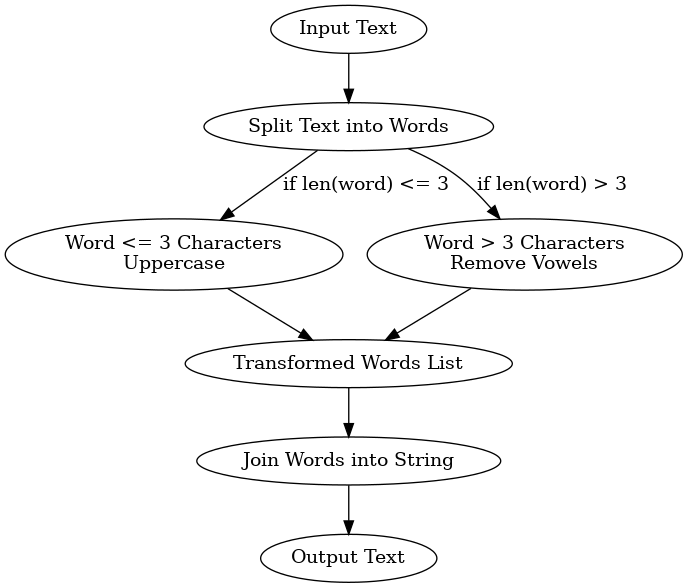 Input Text
Split Text into Words
if len(word) <= 3
if len(word) > 3
Word <= 3 Characters
Uppercase
Word > 3 Characters
Remove Vowels
Transformed Words List
Join Words into String
Output Text